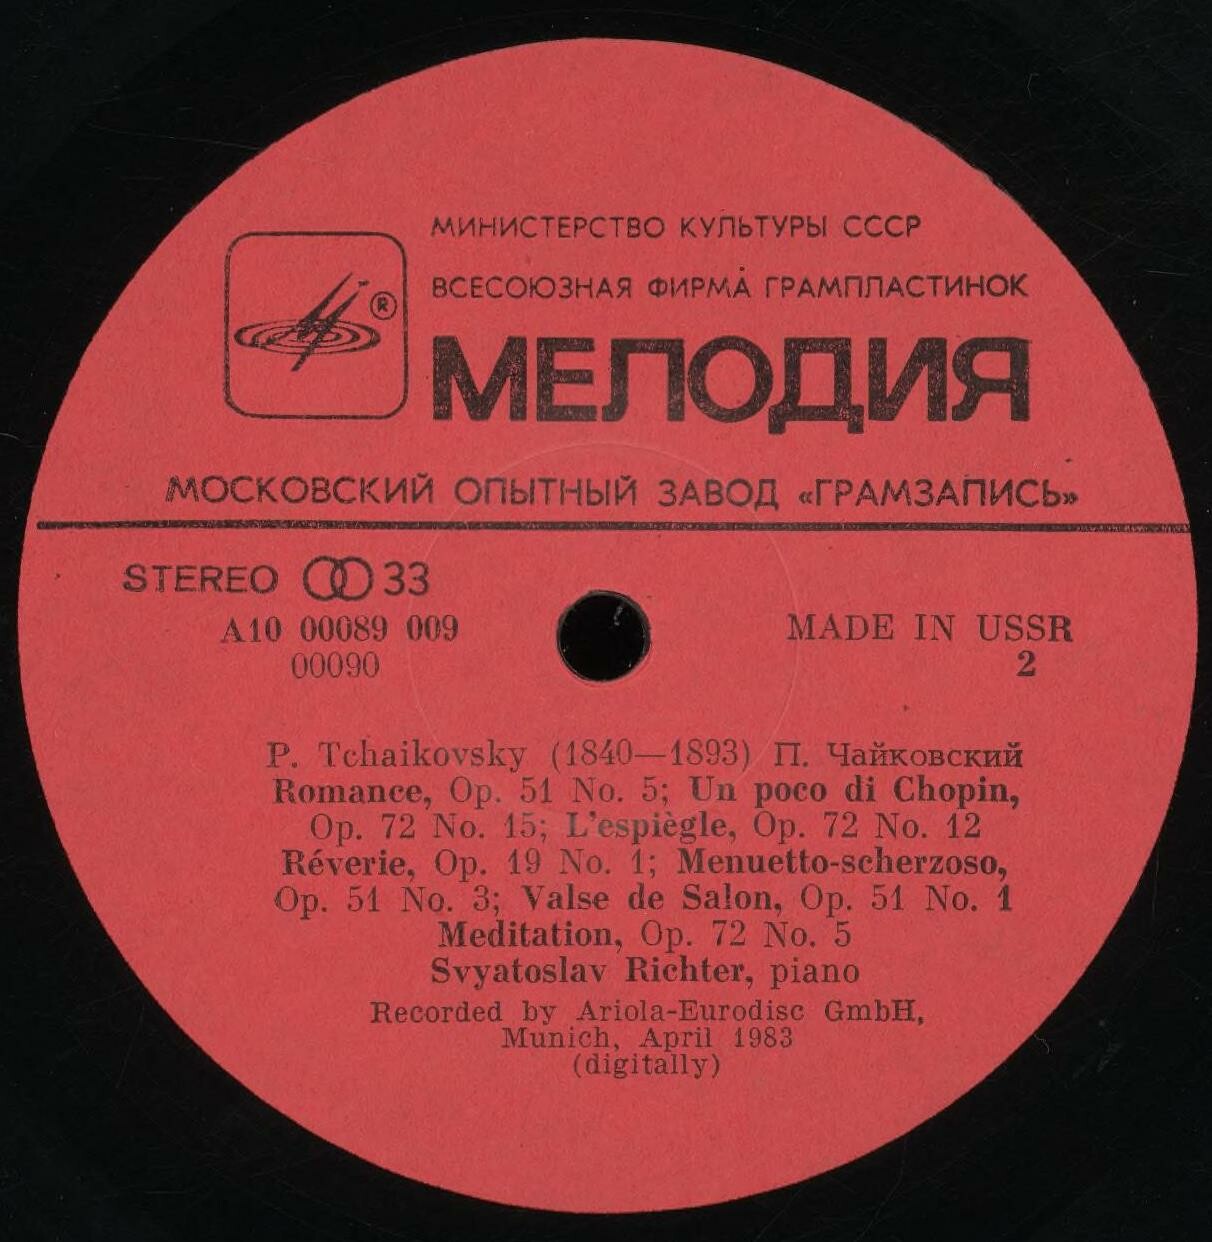 МИНИСТЕРСТВО КУЛЬТУРЫ СССР
ВСЕСОЮЗНАЯ ФИРМА ГРАМПЛАСТИНОК
®
МЕЛОДИЯ
МОСКОВСКИЙ ОПЫТНЫЙ ЗАВОД «ГРАМЗАПИСЬ»
STEREO 33
A10 00089 009
00090
MADE IN USSR
2
P. Tchaikovsky (1840—1893) П. Чайковский
Romance, Op. 51 No. 5; Un poco di Chopin,
Op. 72 No. 15; L'espiègle, Op. 72 No. 12
Réverie, Op. 19 No. 1; Menuetto-scherzoso,
Op. 51 No. 3; Valse de Salon, Op. 51 No. 1
Meditation, Op. 72 No. 5
Svyatoslav Richter, piano
Recorded by Ariola-Eurodisc GmbH,
Munich, April 1983
(digitally)